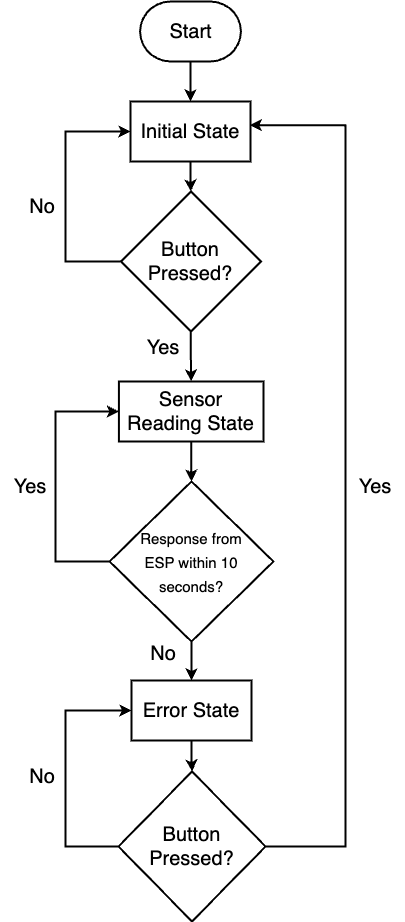 Start
Initial State
No
Button
Pressed?
Yes
Sensor
Reading State
Yes
Yes
Response from
ESP within 10
seconds?
No
Error State
No
Button
Pressed?